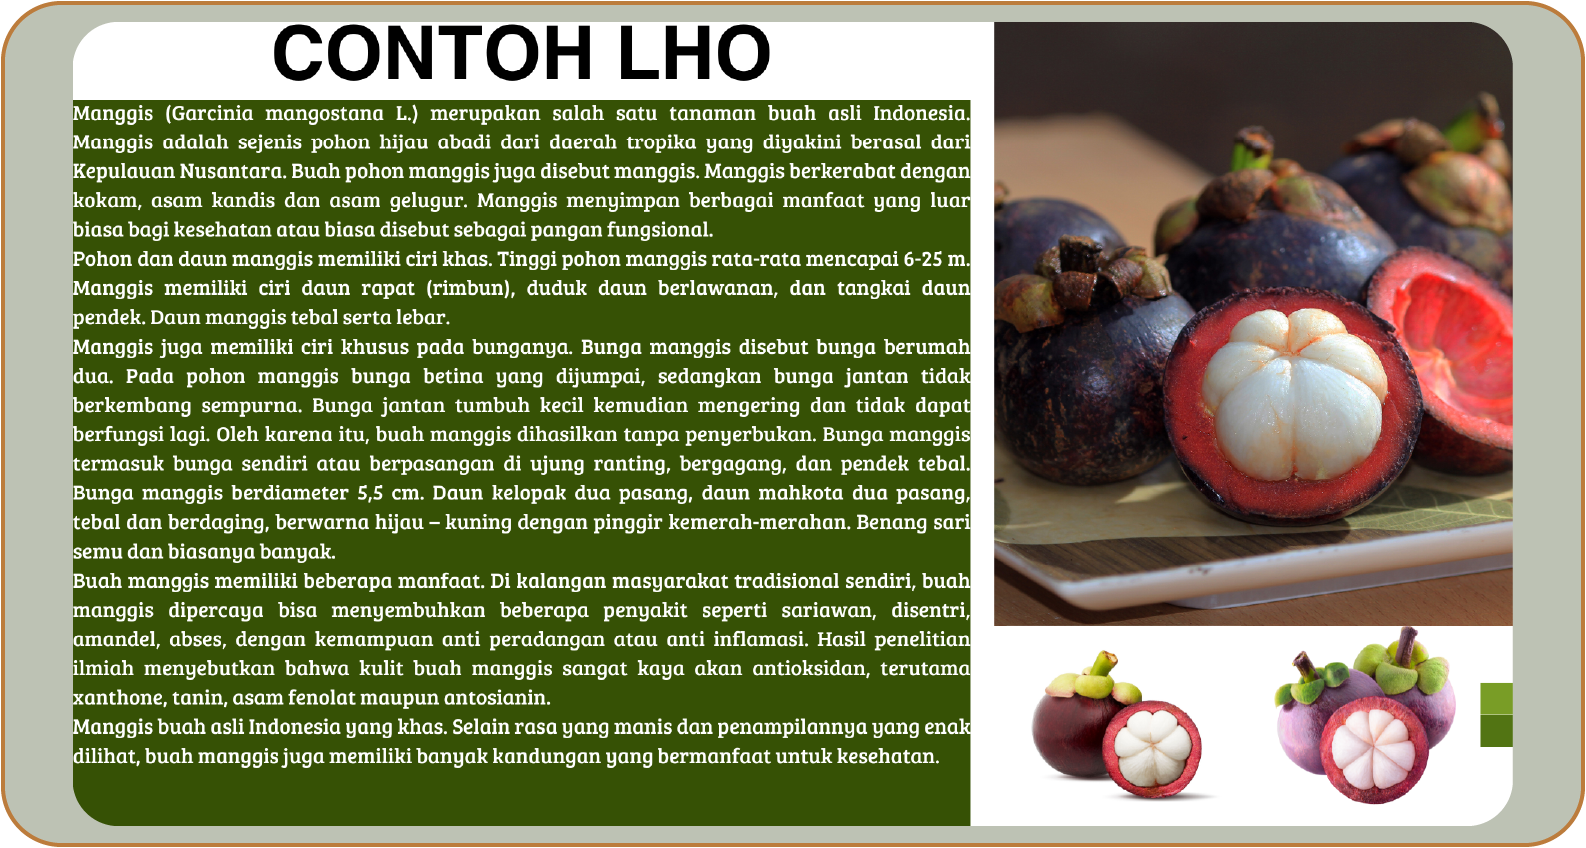 CONTOH LHO
Manggis (Garcinia mangostana L.) merupakan salah satu tanaman buah asli Indonesia.
Manggis adalah sejenis pohon hijau abadi dari daerah tropika yang diyakini berasal dari
Kepulauan Nusantara. Buah pohon manggis juga disebut manggis. Manggis berkerabat dengan
kokam, asam kandis dan asam gelugur. Manggis menyimpan berbagai manfaat yang luar
biasa bagi kesehatan atau biasa disebut sebagai pangan fungsional.
Pohon dan daun manggis memiliki ciri khas. Tinggi pohon manggis rata-rata mencapai 6-25 m.
Manggis memiliki ciri daun rapat (rimbun), duduk daun berlawanan, dan tangkai daun
pendek. Daun manggis tebal serta lebar.
Manggis juga memiliki ciri khusus pada bunganya. Bunga manggis disebut bunga berumah
dua. Pada pohon manggis bunga betina yang dijumpai, sedangkan bunga jantan tidak
berkembang sempurna. Bunga jantan tumbuh kecil kemudian mengering dan tidak dapat
berfungsi lagi. Oleh karena itu, buah manggis dihasilkan tanpa penyerbukan. Bunga manggis
termasuk bunga sendiri atau berpasangan di ujung ranting, bergagang, dan pendek tebal.
Bunga manggis berdiameter 5,5 cm. Daun kelopak dua pasang, daun mahkota dua pasang,
tebal dan berdaging, berwarna hijau – kuning dengan pinggir kemerah-merahan. Benang sari
semu dan biasanya banyak.
Buah manggis memiliki beberapa manfaat. Di kalangan masyarakat tradisional sendiri, buah
manggis dipercaya bisa menyembuhkan beberapa penyakit seperti sariawan, disentri,
amandel, abses, dengan kemampuan anti peradangan atau anti inflamasi. Hasil penelitian
ilmiah menyebutkan bahwa kulit buah manggis sangat kaya akan antioksidan, terutama
xanthone, tanin, asam fenolat maupun antosianin.
Manggis buah asli Indonesia yang khas. Selain rasa yang manis dan penampilannya yang enak
dilihat, buah manggis juga memiliki banyak kandungan yang bermanfaat untuk kesehatan.